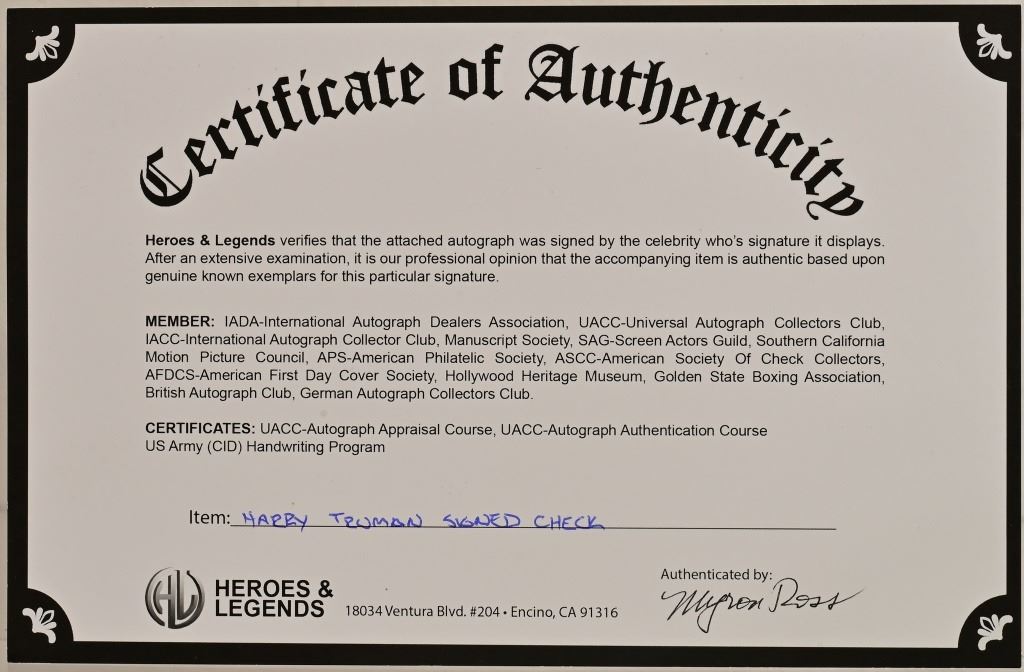 Certificate of Authenticity
Heroes & Legends verifies that the attached autograph was signed by the celebrity who's signature it displays.
After an extensive examination, it is our professional opinion that the accompanying item is authentic based upon
genuine known exemplars for this particular signature.
MEMBER: IADA-International Autograph Dealers Association, UACC-Universal Autograph Collectors Club,
IACC-International Autograph Collector Club, Manuscript Society, SAG-Screen Actors Guild, Southern California
Motion Picture Council, APS-American Philatelic Society, ASCC-American Society Of Check Collectors,
AFDCS-American First Day Cover Society, Hollywood Heritage Museum, Golden State Boxing Association,
British Autograph Club, German Autograph Collectors Club.
CERTIFICATES: UACC-Autograph Appraisal Course, UACC-Autograph Authentication Course
US Army (CID) Handwriting Program
Item: HARRY TRUMAN SIGNED CHECK
HL HEROES &
LEGENDS
18034 Ventura Blvd. #204 • Encino, CA 91316
Authenticated by:
Myron Ross